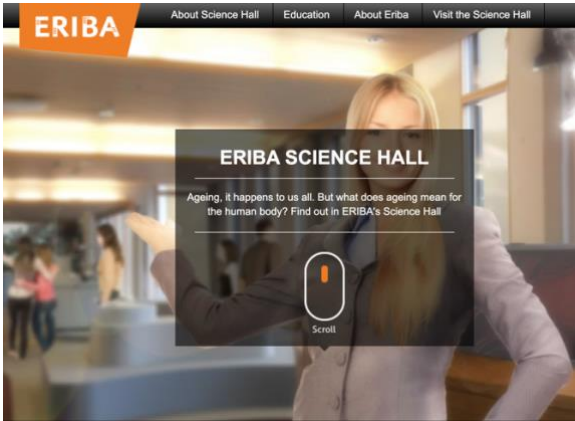 About Science Hall Education About Eriba Visit the Science Hall
ERIBA
ERIBA SCIENCE HALL
Ageing, it happens to us all. But what does ageing mean for
the human body? Find out in ERIBA's Science Hall
Scroll